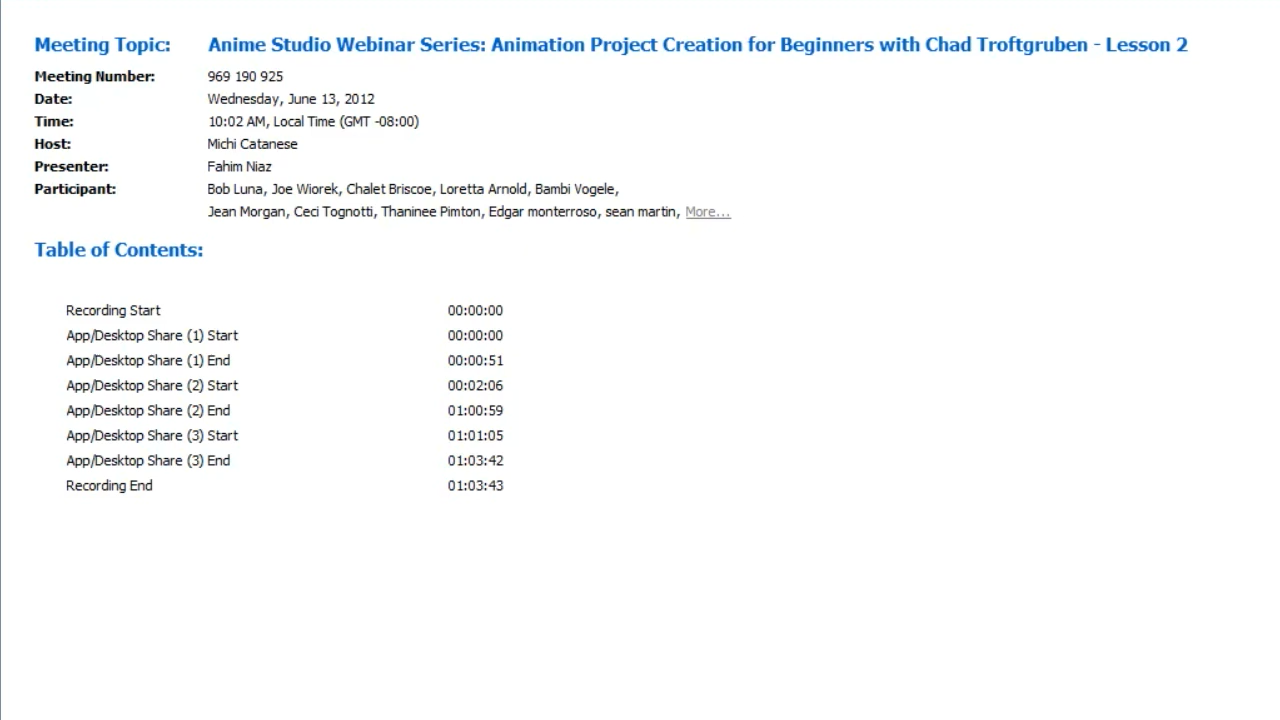 Meeting Topic: Anime Studio Webinar Series: Animation Project Creation for Beginners with Chad Troftgruben - Lesson 2
Meeting Number: 969 190 925
Date: Wednesday, June 13, 2012
Time: 10:02 AM, Local Time (GMT -08:00)
Host: Michi Catanese
Presenter: Fahim Niaz
Participant: Bob Luna, Joe Wiorek, Chalet Briscoe, Loretta Arnold, Bambi Vogele,
Jean Morgan, Ceci Tognotti, Thaninee Pimton, Edgar monterroso, sean martin, More...
Table of Contents:
Recording Start 00:00:00
App/Desktop Share (1) Start 00:00:00
App/Desktop Share (1) End 00:00:51
App/Desktop Share (2) Start 00:02:06
App/Desktop Share (2) End 01:00:59
App/Desktop Share (3) Start 01:01:05
App/Desktop Share (3) End 01:03:42
Recording End 01:03:43